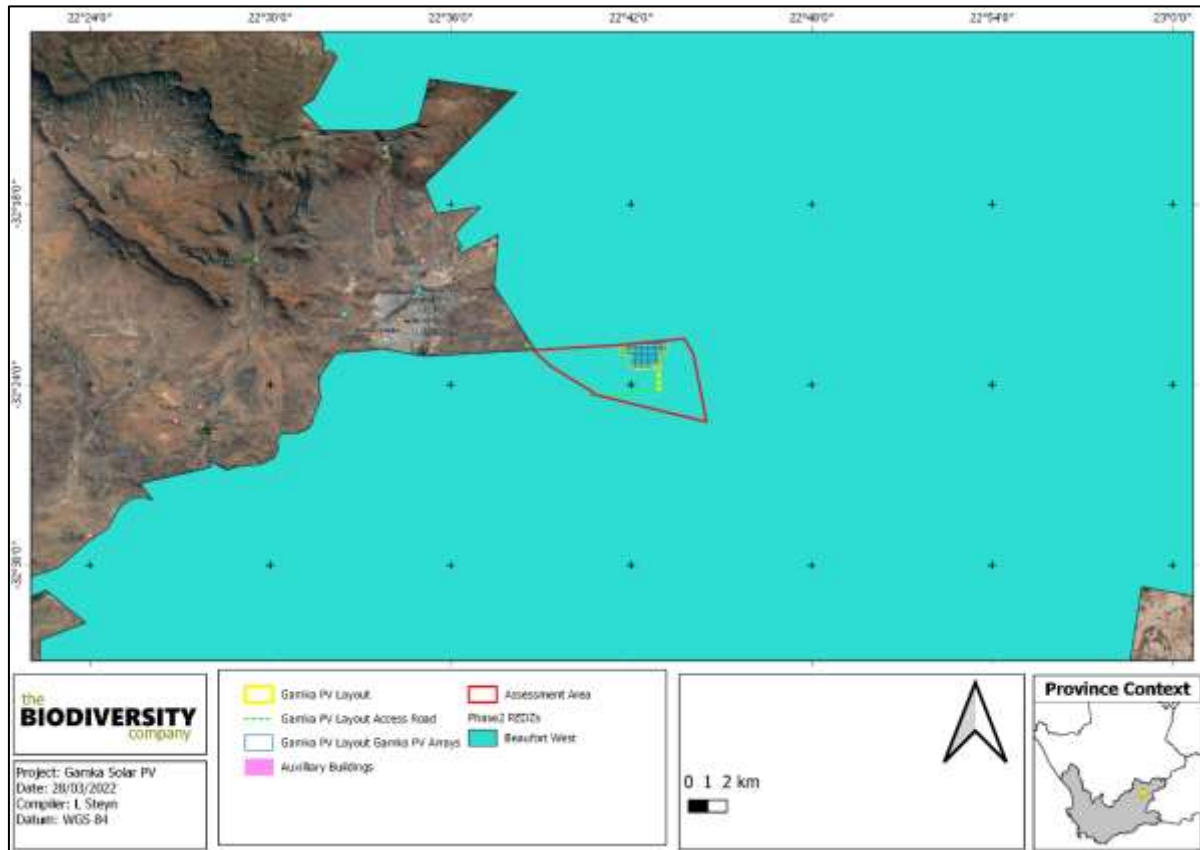 22°24'0" 22°30'0" 22°36'0" 22°42'0" 22°48'0" 22°54'0" 23°0'0"
-32°18'0"
-32°24'0"
-32°30'0"
the
BIODIVERSITY
company
Project: Gamka Solar PV
Date: 28/03/2022
Compiler: L Steyn
Datum: WGS 84
Gamka PV Layout
Gamka PV Layout Access Road
Gamka PV Layout Gamka PV Arrays
Auxilliary Buildings
Assessment Area
Phase2 REDZs
Beaufort West
0 1 2 km
Province Context